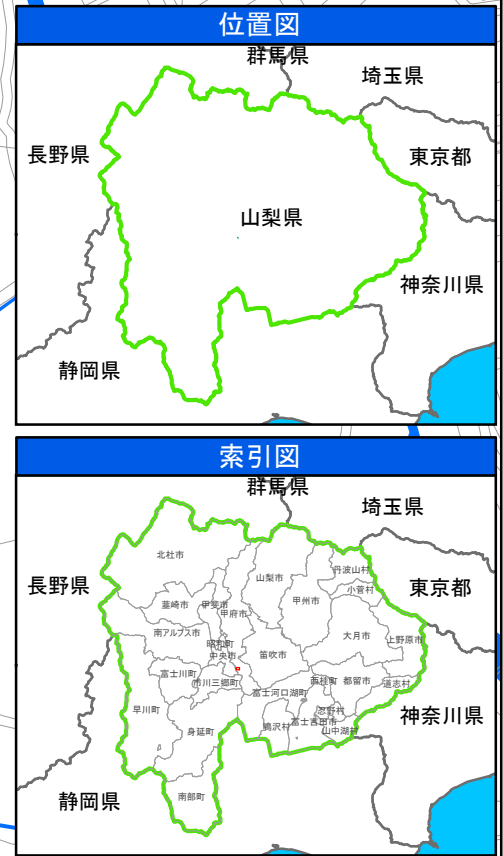 位置図
群馬県
埼玉県
長野県
東京都
山梨県
神奈川県
静岡県
索引図
群馬県
埼玉県
北杜市
丹波山村
長野県
山梨市
小菅村
東京都
甲州市
韮崎市
甲斐市
甲府市
南アルプス市
大月市
上野原市
昭和町
中央市
笛吹市
富士川町
市川三郷町
西桂町
都留市
道志村
富士河口湖町
早川町
忍野村
神奈川県
身延町
鳴沢村
富士吉田市
山中湖村
南部町
静岡県